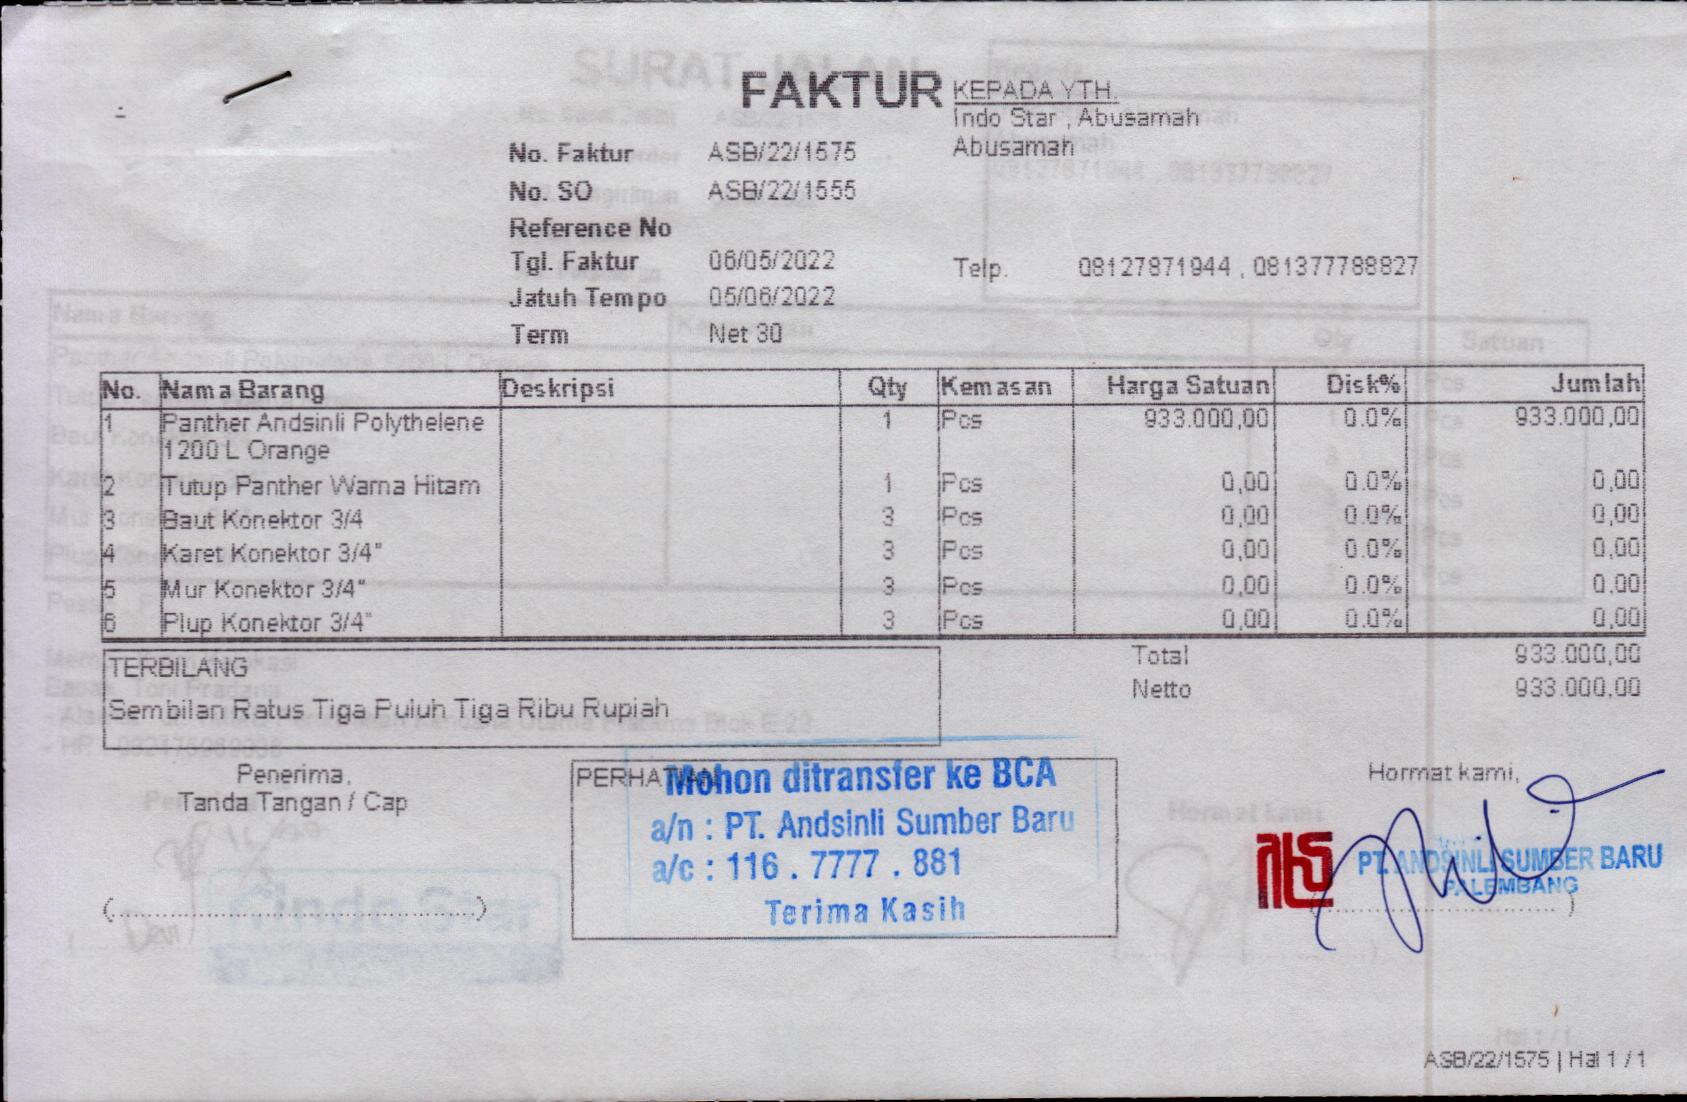 FAKTUR
KEPADA YTH.
Indo Star , Abusamah
Abusamah
No. Faktur ASB/22/1575
No. SO ASB/22/1555
Reference No
Tgl. Faktur 06/05/2022
Telp. 08127871944 , 081377788827
Jatuh Tempo 05/06/2022
Term Net 30
No. Nama Barang Deskripsi Qty Kemasan Harga Satuan Disk% Jumlah
1 Panther Andsinli Polythelene 1 Pcs 933.000,00 0.0% 933.000,00
1200 L Orange
2 Tutup Panther Warna Hitam 1 Pcs 0,00 0.0% 0,00
3 Baut Konektor 3/4 3 Pcs 0,00 0.0% 0,00
4 Karet Konektor 3/4" 3 Pcs 0,00 0.0% 0,00
5 Mur Konektor 3/4" 3 Pcs 0,00 0.0% 0,00
6 Plup Konektor 3/4" 3 Pcs 0,00 0.0% 0,00
Total 933.000,00
Netto 933.000,00
TERBILANG
Sembilan Ratus Tiga Puluh Tiga Ribu Rupiah
Penerima,
Tanda Tangan / Cap
PERHATIAN
Mohon ditransfer ke BCA
a/n : PT. Andsinli Sumber Baru
a/c : 116 . 7777 . 881
Terima Kasih
Hormat kami,
PT. ANDSINLI SUMBER BARU
PALEMBANG
ASB/22/1575 | Hal 1 / 1